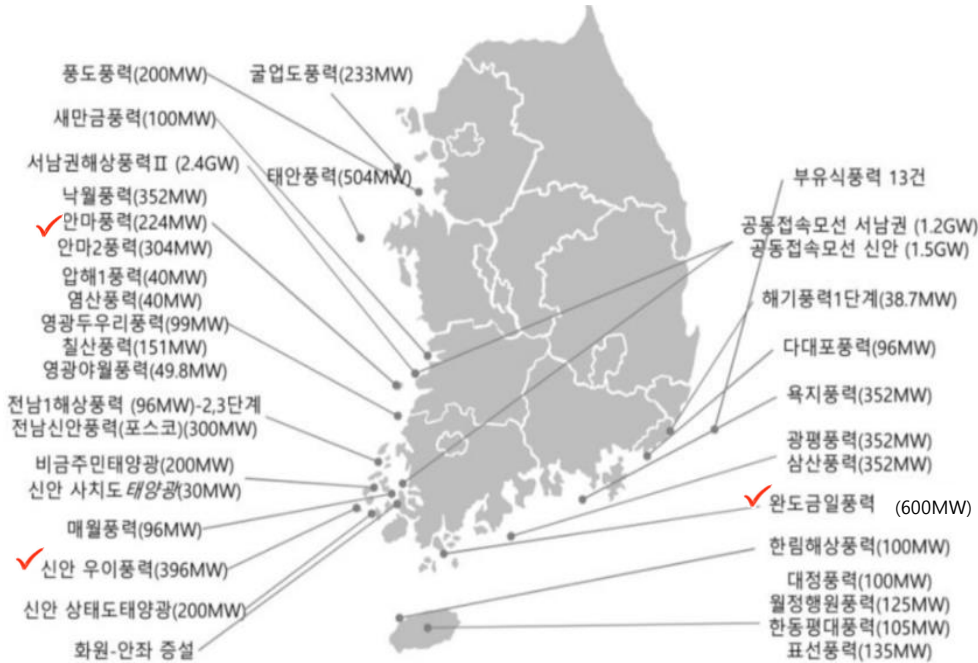 풍도풍력(200MW)
굴업도풍력(233MW)
새만금풍력(100MW)
서남권해상풍력Ⅱ (2.4GW)
태안풍력(504MW)
낙월풍력(352MW)
안마풍력(224MW)
안마2풍력(304MW)
압해1풍력(40MW)
염산풍력(40MW)
영광두우리풍력(99MW)
칠산풍력(151MW)
영광야월풍력(49.8MW)
전남1해상풍력 (96MW)-2,3단계
전남신안풍력(포스코)(300MW)
비금주민태양광(200MW)
신안 사치도태양광(30MW)
매월풍력(96MW)
신안 우이풍력(396MW)
신안 상태도태양광(200MW)
화원-안좌 증설
부유식풍력 13건
공동접속모선 서남권 (1.2GW)
공동접속모선 신안 (1.5GW)
해기풍력1단계(38.7MW)
다대포풍력(96MW)
욕지풍력(352MW)
광평풍력(352MW)
삼산풍력(352MW)
완도금일풍력 (600MW)
한림해상풍력(100MW)
대정풍력(100MW)
월정행원풍력(125MW)
한동평대풍력(105MW)
표선풍력(135MW)